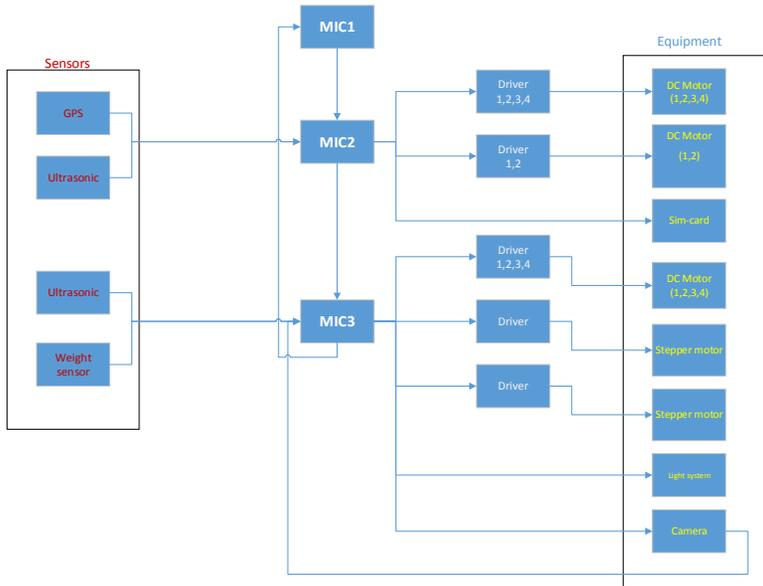 MIC1
Equipment
Sensors
GPS
Driver
1,2,3,4
DC Motor
(1,2,3,4)
MIC2
Driver
1,2
DC Motor
(1,2)
Ultrasonic
Sim-card
Driver
1,2,3,4
DC Motor
(1,2,3,4)
Ultrasonic
MIC3
Driver
Stepper motor
Weight
sensor
Driver
Stepper motor
Light system
Camera